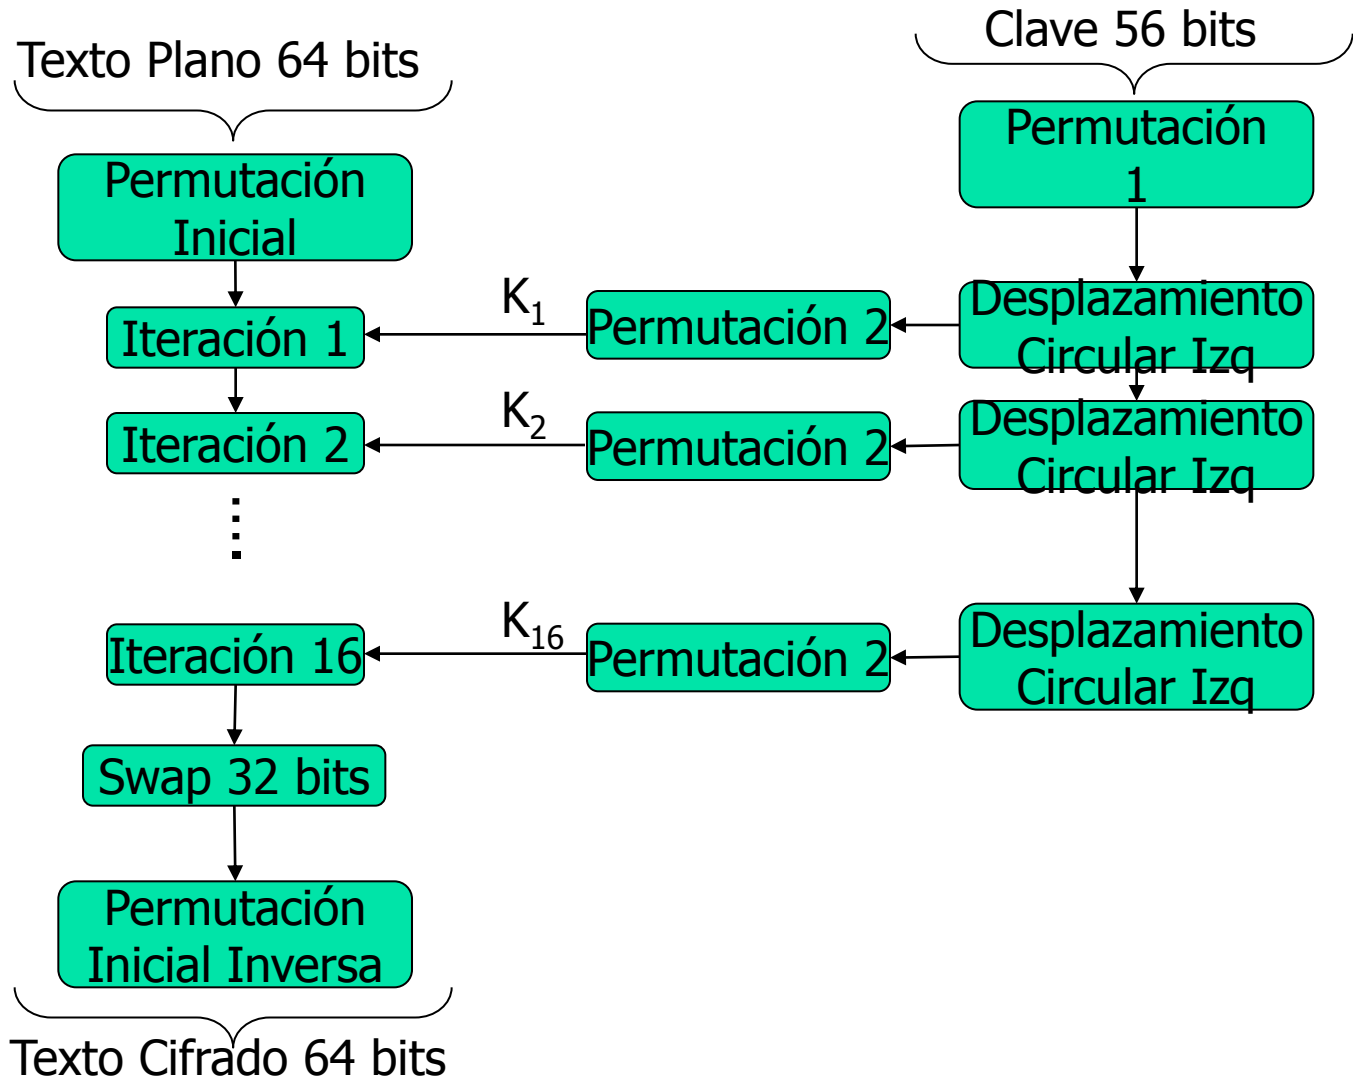 Texto Plano 64 bits
Clave 56 bits
Permutación
Inicial
Permutación
1
Iteración 1
K1
Permutación 2
Desplazamiento
Circular Izq
Iteración 2
K2
Permutación 2
Desplazamiento
Circular Izq
Iteración 16
K16
Permutación 2
Desplazamiento
Circular Izq
Swap 32 bits
Permutación
Inicial Inversa
Texto Cifrado 64 bits